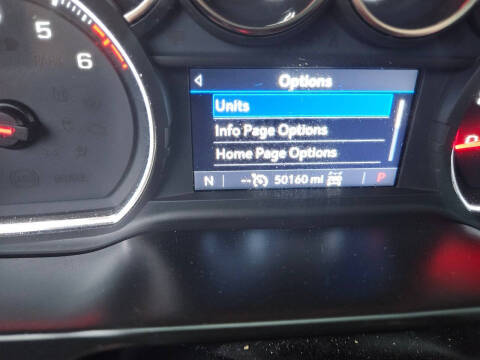 5
6
Options
Units
Info Page Options
Home Page Options
N -- 50160 mi P